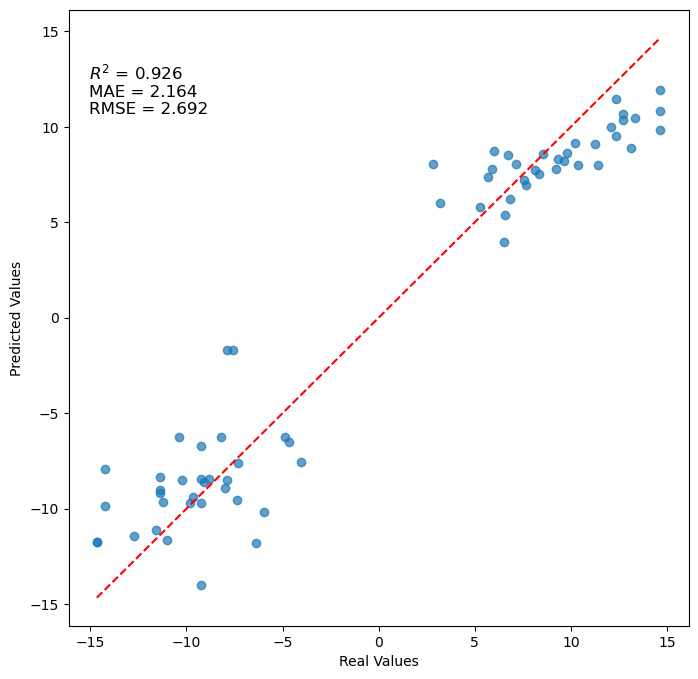 15
10
5
0
−5
−10
−15
R² = 0.926
MAE = 2.164
RMSE = 2.692
Predicted Values
−15 −10 −5 0 5 10 15
Real Values